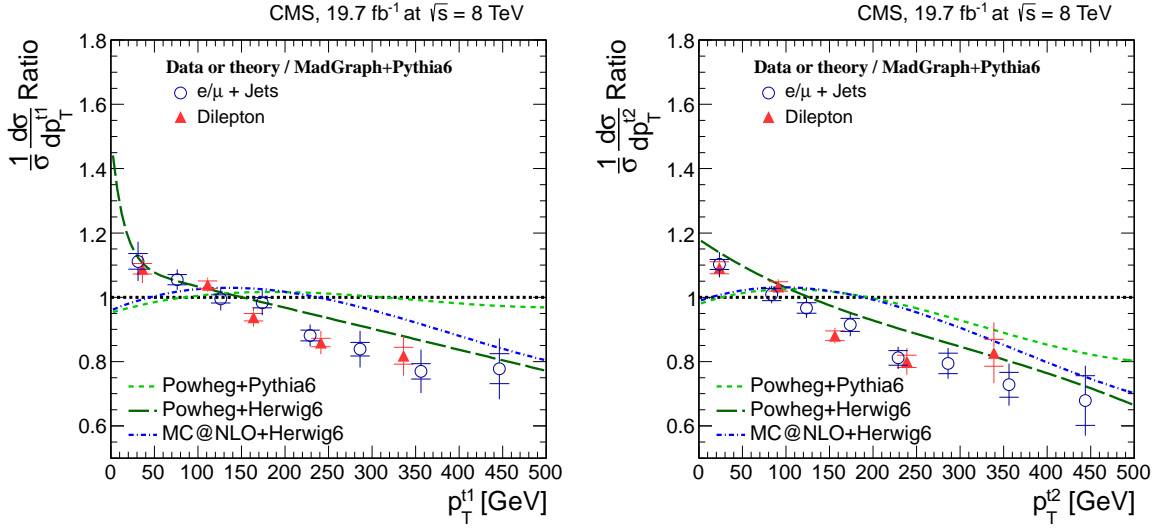 CMS, 19.7 fb⁻¹ at √s = 8 TeV
1/σ dσ/dp_T^t1 Ratio
1.8
1.6
1.4
1.2
1
0.8
0.6
Data or theory / MadGraph+Pythia6
e/μ + Jets
Dilepton
Powheg+Pythia6
Powheg+Herwig6
MC@NLO+Herwig6
0 50 100 150 200 250 300 350 400 450 500
p_T^t1 [GeV]
CMS, 19.7 fb⁻¹ at √s = 8 TeV
1/σ dσ/dp_T^t2 Ratio
1.8
1.6
1.4
1.2
1
0.8
0.6
Data or theory / MadGraph+Pythia6
e/μ + Jets
Dilepton
Powheg+Pythia6
Powheg+Herwig6
MC@NLO+Herwig6
0 50 100 150 200 250 300 350 400 450 500
p_T^t2 [GeV]